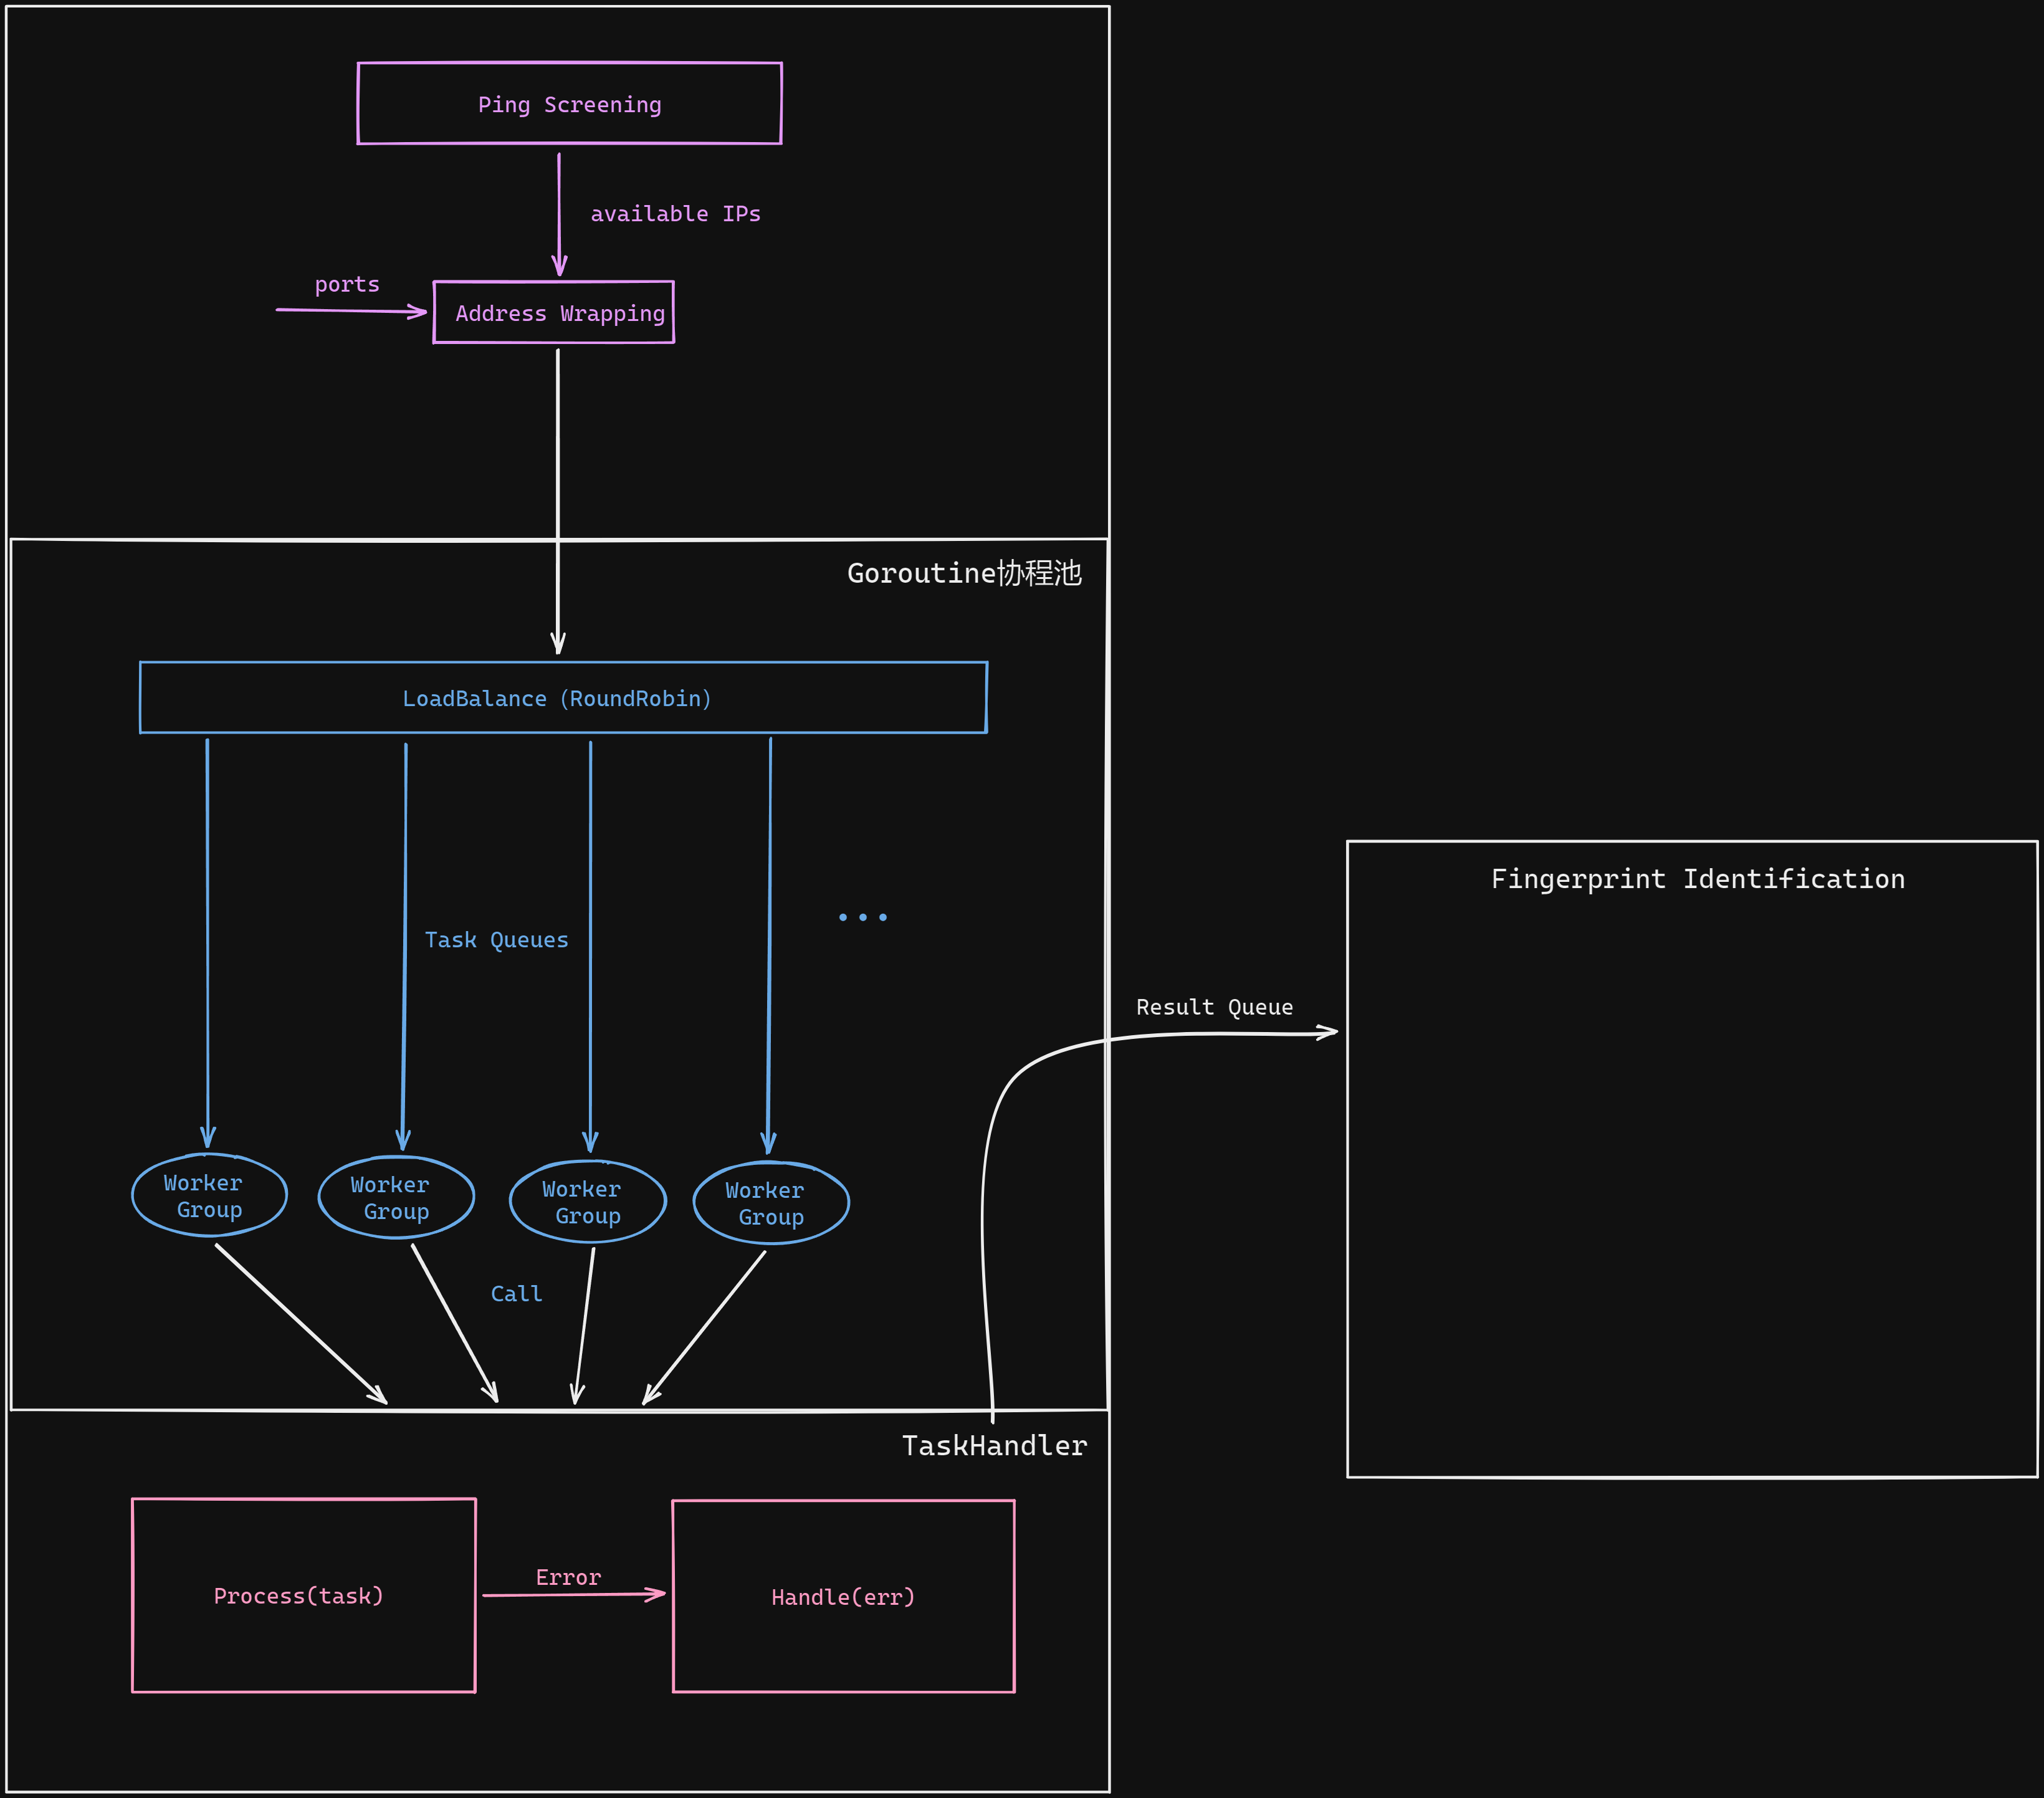 Ping Screening
available IPs
ports
Address Wrapping
Goroutine协程池
LoadBalance（RoundRobin）
Task Queues
...
Worker
Group
Worker
Group
Worker
Group
Worker
Group
Call
Result Queue
Fingerprint Identification
TaskHandler
Process(task)
Error
Handle(err)